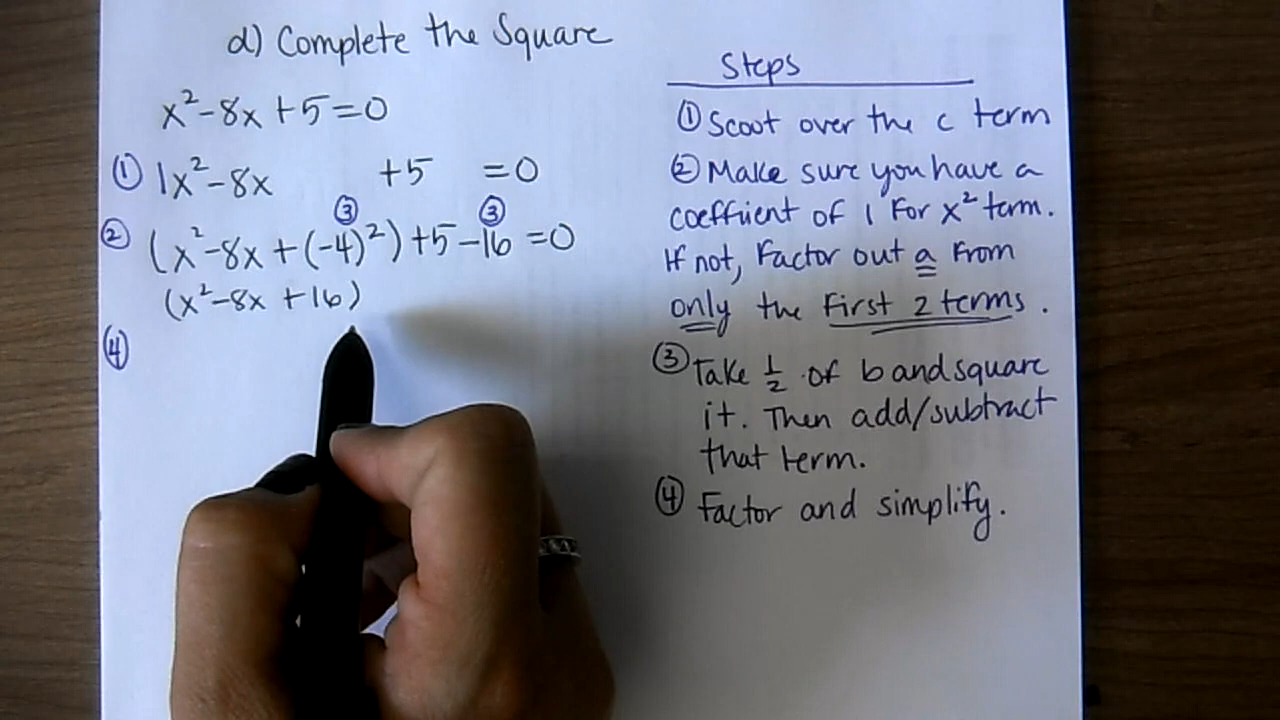 d) Complete the Square
x²-8x+5=0
① 1x²-8x +5 =0
③ ③
② (x²-8x+(-4)²)+5-16=0
(x²-8x+16)
④
Steps
① Scoot over the c term
② Make sure you have a
coeffient of 1 for x² term.
If not, Factor out a from
only the first 2 terms.
③ Take ½ of b and square
it. Then add/subtract
that term.
④ Factor and simplify.